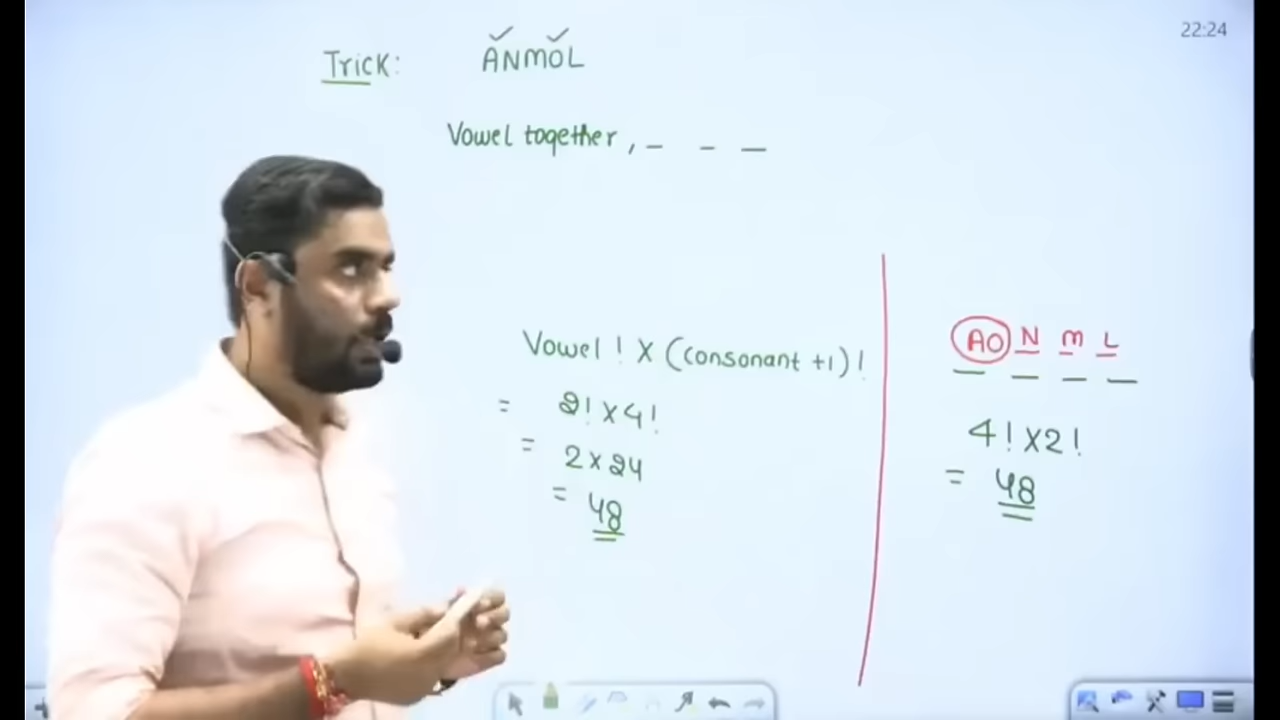 22:24
Trick: ANMOL
Vowel together, _ _ _
Vowel ! X (consonant +1)!
= 2! x 4!
= 2 x 24
= 48
AO N M L
4! X 2!
= 48